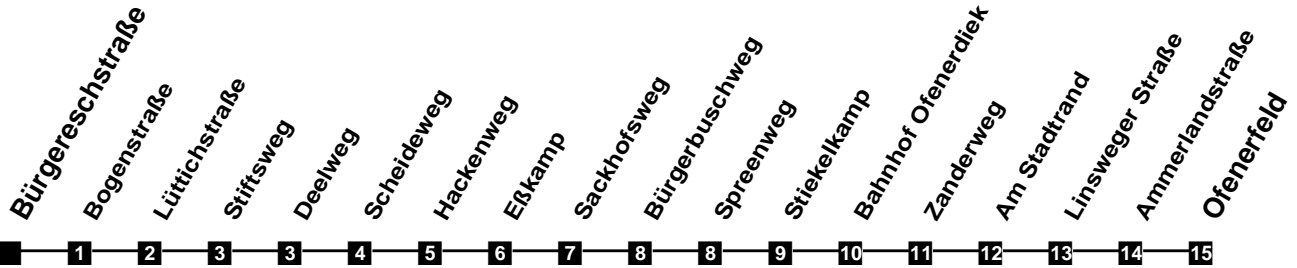 Bürgereschstraße
Bogenstraße
Lüttichstraße
Stiftsweg
Deelweg
Scheideweg
Hackenweg
Eßkamp
Sackhofsweg
Bürgerbuschweg
Spreenweg
Stiekelkamp
Bahnhof Ofenerdiek
Zanderweg
Am Stadtrand
Linsweger Straße
Ammerlandstraße
Ofenerfeld
1 2 3 3 4 5 6 7 8 8 9 10 11 12 13 14 15